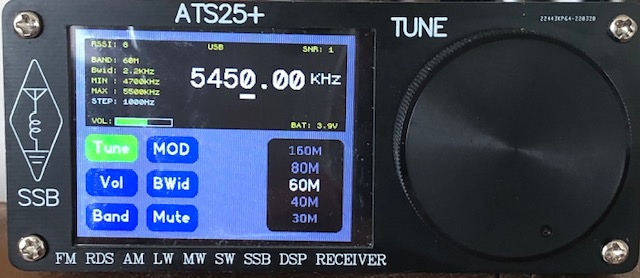 ATS25+
TUNE
22443KPG4-220320
RSSI: 6 USB SNR: 1
BAND: 60M
Bwid: 2.2KHz
MIN : 4700KHz
MAX : 5500KHz
STEP: 1000Hz
5450.00 KHz
VOL: BAT: 3.9V
Tune MOD
Vol BWid
Band Mute
160M
80M
60M
40M
30M
SSB
FM RDS AM LW MW SW SSB DSP RECEIVER